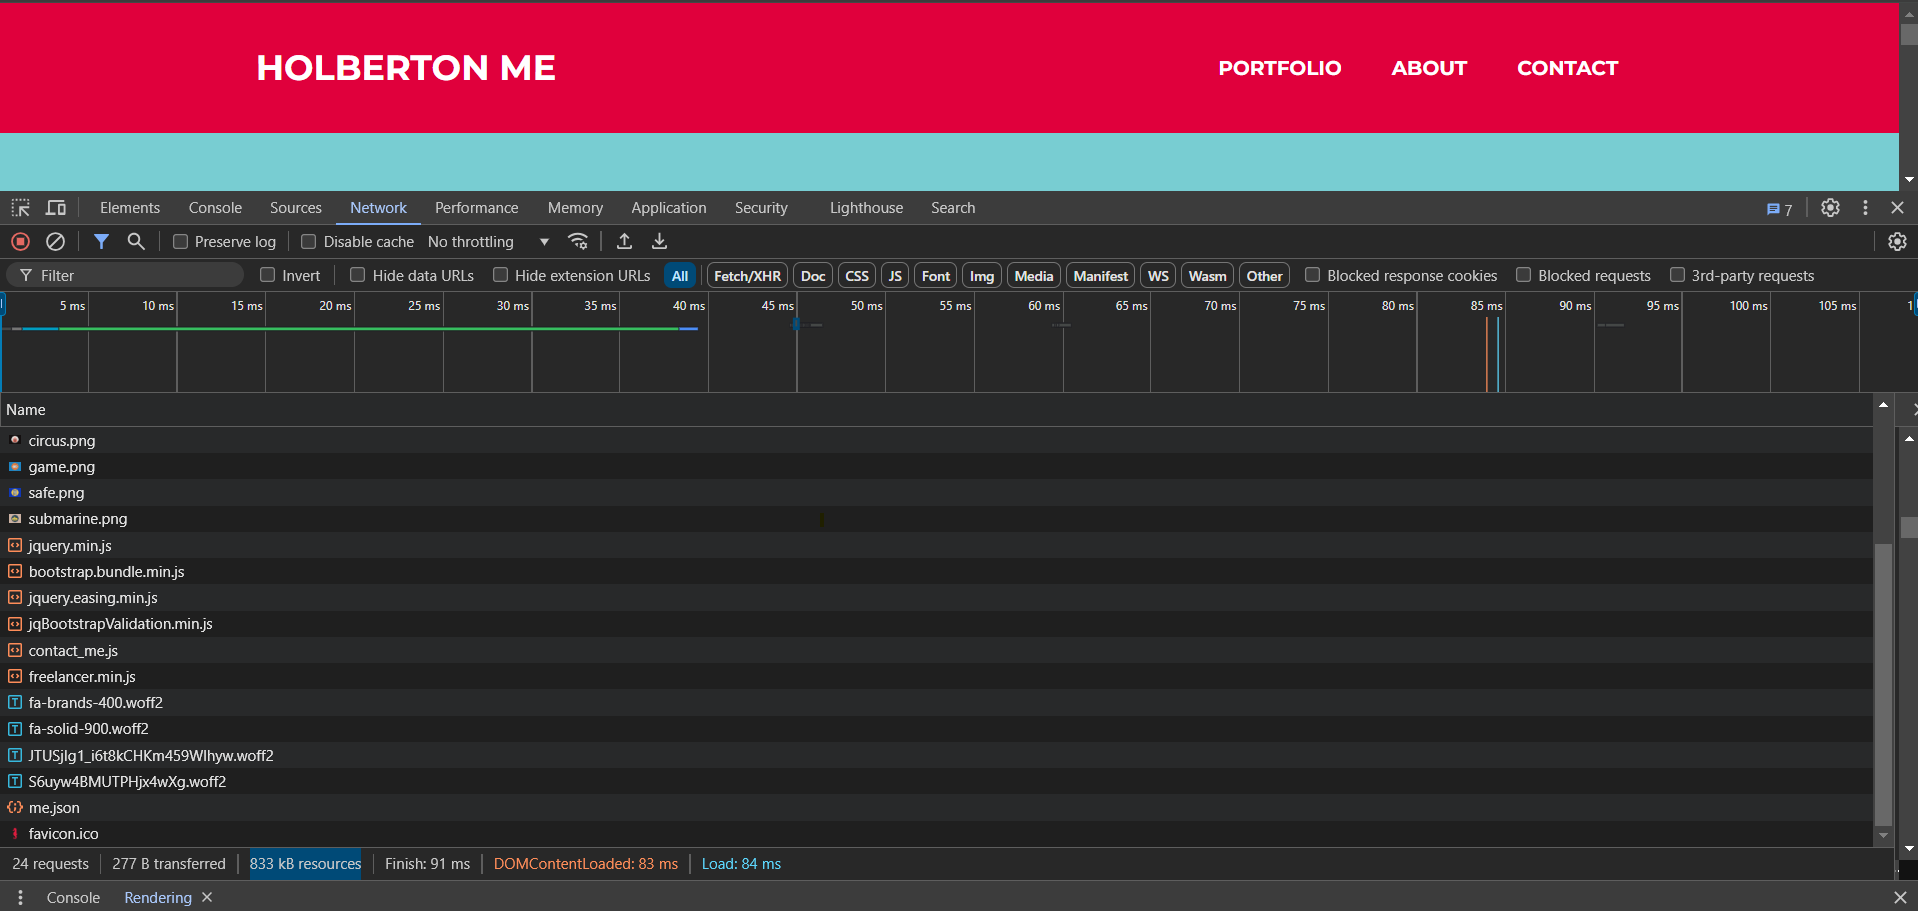 HOLBERTON ME PORTFOLIO ABOUT CONTACT
Elements Console Sources Network Performance Memory Application Security Lighthouse Search 7
Preserve log Disable cache No throttling
Filter Invert Hide data URLs Hide extension URLs All Fetch/XHR Doc CSS JS Font Img Media Manifest WS Wasm Other Blocked response cookies Blocked requests 3rd-party requests
5 ms 10 ms 15 ms 20 ms 25 ms 30 ms 35 ms 40 ms 45 ms 50 ms 55 ms 60 ms 65 ms 70 ms 75 ms 80 ms 85 ms 90 ms 95 ms 100 ms 105 ms
Name
circus.png
game.png
safe.png
submarine.png
jquery.min.js
bootstrap.bundle.min.js
jquery.easing.min.js
jqBootstrapValidation.min.js
contact_me.js
freelancer.min.js
fa-brands-400.woff2
fa-solid-900.woff2
JTUSjIg1_i6t8kCHKm459Wlhyw.woff2
S6uyw4BMUTPHjx4wXg.woff2
me.json
favicon.ico
24 requests 277 B transferred 833 kB resources Finish: 91 ms DOMContentLoaded: 83 ms Load: 84 ms
Console Rendering